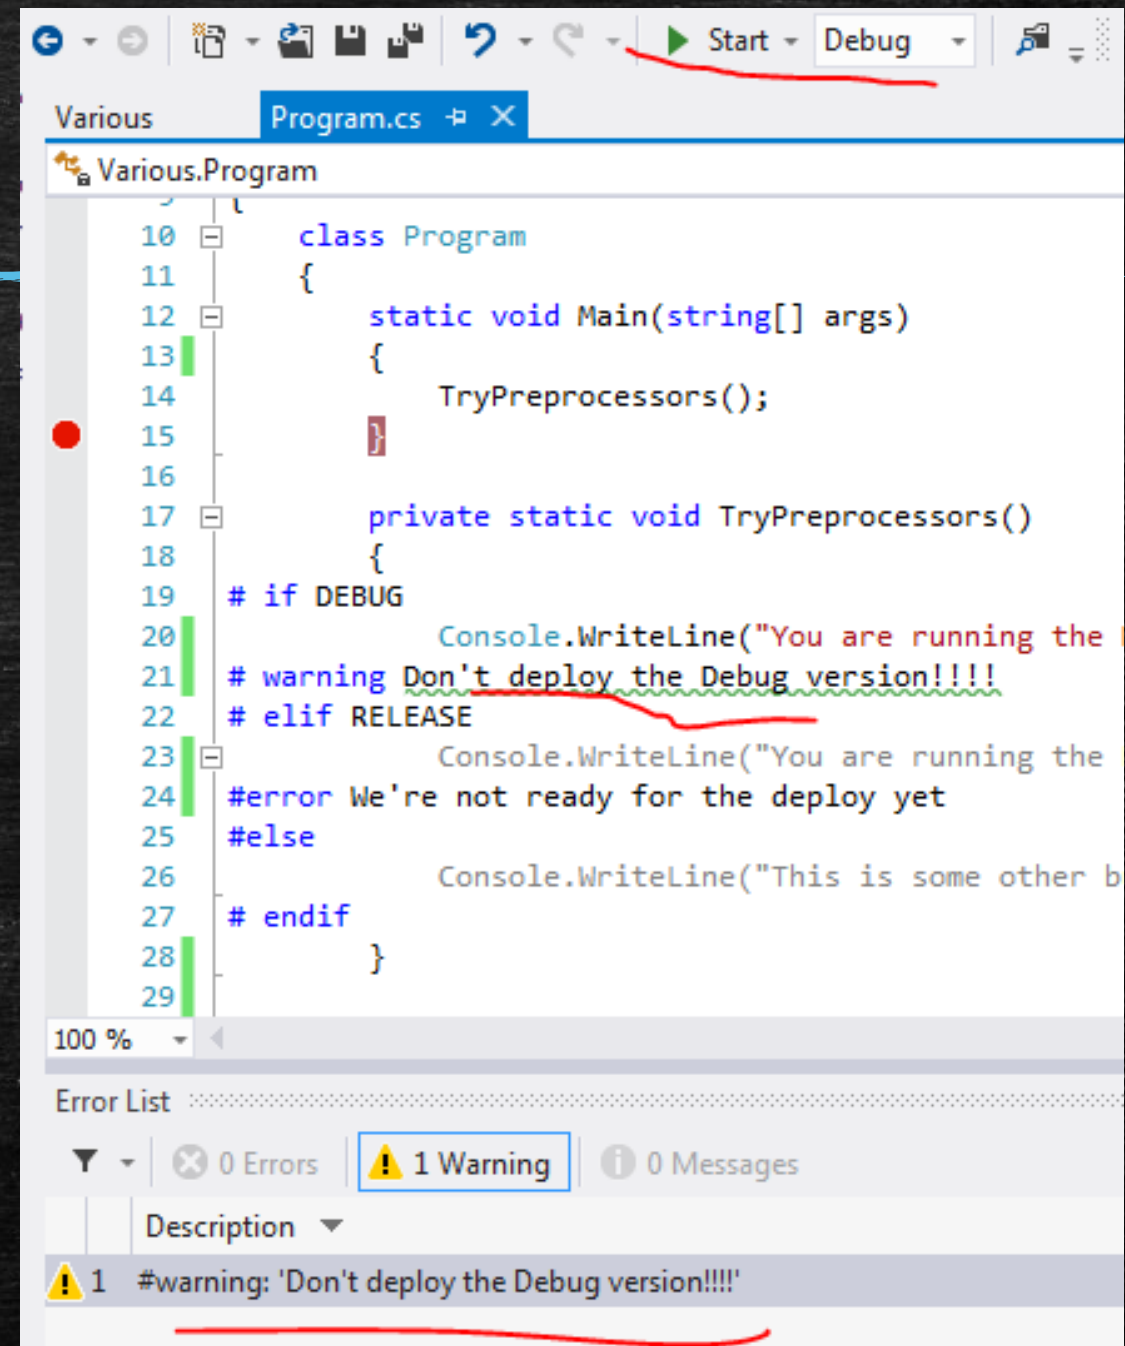 Start Debug
Various Program.cs
Various.Program
9 {
10 class Program
11 {
12 static void Main(string[] args)
13 {
14 TryPreprocessors();
15 }
16
17 private static void TryPreprocessors()
18 {
19 # if DEBUG
20 Console.WriteLine("You are running the
21 # warning Don't deploy the Debug version!!!!
22 # elif RELEASE
23 Console.WriteLine("You are running the
24 #error We're not ready for the deploy yet
25 #else
26 Console.WriteLine("This is some other b
27 # endif
28 }
29
100 %
Error List
0 Errors 1 Warning 0 Messages
Description
1 #warning: 'Don't deploy the Debug version!!!!'